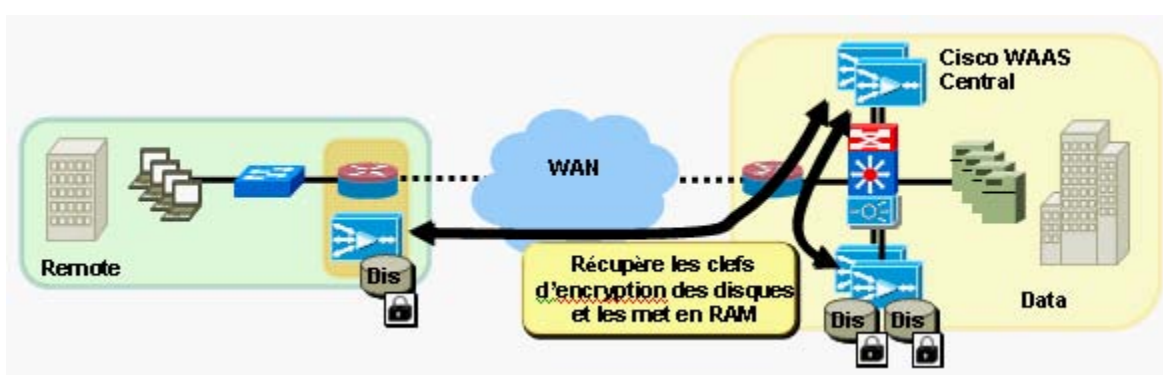 Cisco WAAS
Central
WAN
Remote
Dis
Récupère les clefs
d'encryption des disques
et les met en RAM
Dis
Dis
Data